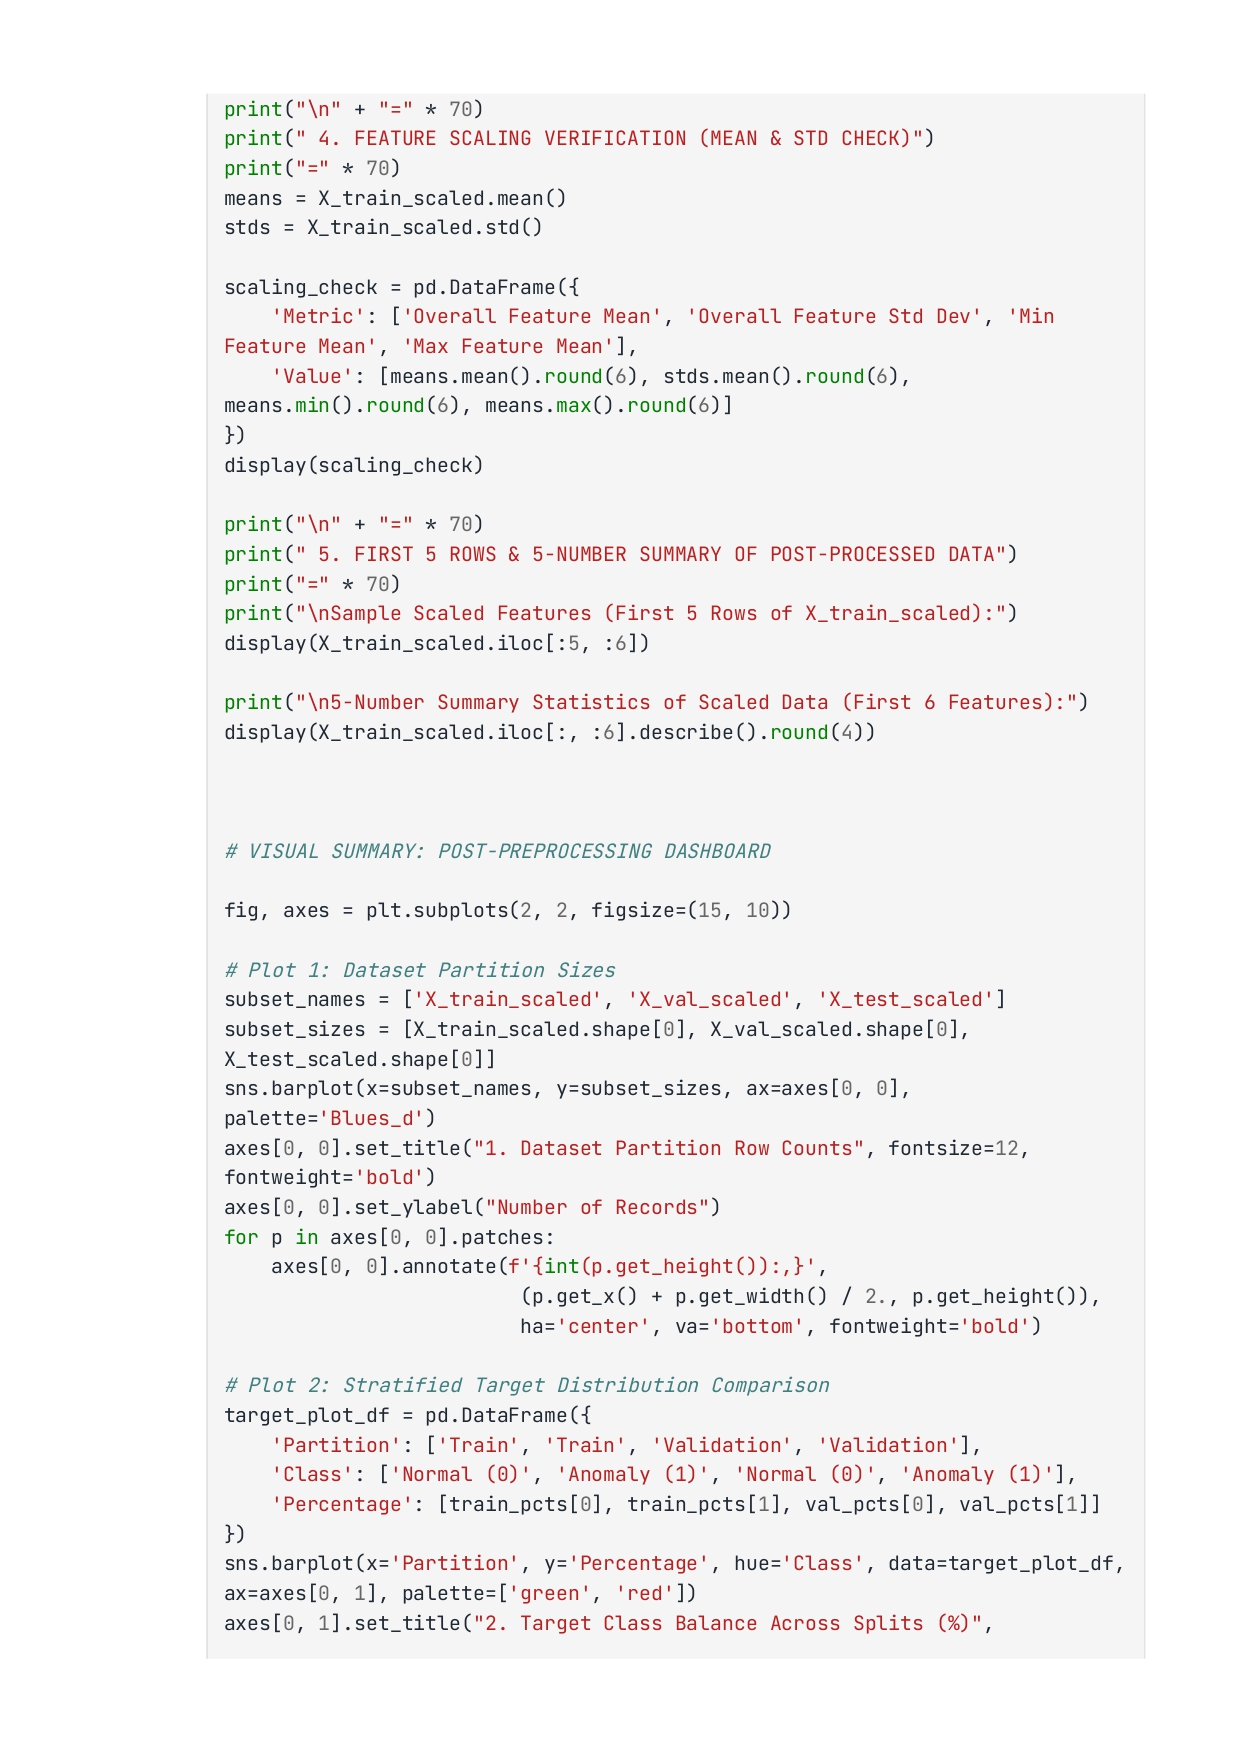 print("\n" + "=" * 70)
print(" 4. FEATURE SCALING VERIFICATION (MEAN & STD CHECK)")
print("=" * 70)
means = X_train_scaled.mean()
stds = X_train_scaled.std()

scaling_check = pd.DataFrame({
    'Metric': ['Overall Feature Mean', 'Overall Feature Std Dev', 'Min
Feature Mean', 'Max Feature Mean'],
    'Value': [means.mean().round(6), stds.mean().round(6),
means.min().round(6), means.max().round(6)]
})
display(scaling_check)

print("\n" + "=" * 70)
print(" 5. FIRST 5 ROWS & 5-NUMBER SUMMARY OF POST-PROCESSED DATA")
print("=" * 70)
print("\nSample Scaled Features (First 5 Rows of X_train_scaled):")
display(X_train_scaled.iloc[:5, :6])

print("\n5-Number Summary Statistics of Scaled Data (First 6 Features):")
display(X_train_scaled.iloc[:, :6].describe().round(4))

# VISUAL SUMMARY: POST-PREPROCESSING DASHBOARD

fig, axes = plt.subplots(2, 2, figsize=(15, 10))

# Plot 1: Dataset Partition Sizes
subset_names = ['X_train_scaled', 'X_val_scaled', 'X_test_scaled']
subset_sizes = [X_train_scaled.shape[0], X_val_scaled.shape[0],
X_test_scaled.shape[0]]
sns.barplot(x=subset_names, y=subset_sizes, ax=axes[0, 0],
palette='Blues_d')
axes[0, 0].set_title("1. Dataset Partition Row Counts", fontsize=12,
fontweight='bold')
axes[0, 0].set_ylabel("Number of Records")
for p in axes[0, 0].patches:
    axes[0, 0].annotate(f'{int(p.get_height()):,}',
                         (p.get_x() + p.get_width() / 2., p.get_height()),
                         ha='center', va='bottom', fontweight='bold')

# Plot 2: Stratified Target Distribution Comparison
target_plot_df = pd.DataFrame({
    'Partition': ['Train', 'Train', 'Validation', 'Validation'],
    'Class': ['Normal (0)', 'Anomaly (1)', 'Normal (0)', 'Anomaly (1)'],
    'Percentage': [train_pcts[0], train_pcts[1], val_pcts[0], val_pcts[1]]
})
sns.barplot(x='Partition', y='Percentage', hue='Class', data=target_plot_df,
ax=axes[0, 1], palette=['green', 'red'])
axes[0, 1].set_title("2. Target Class Balance Across Splits (%)",